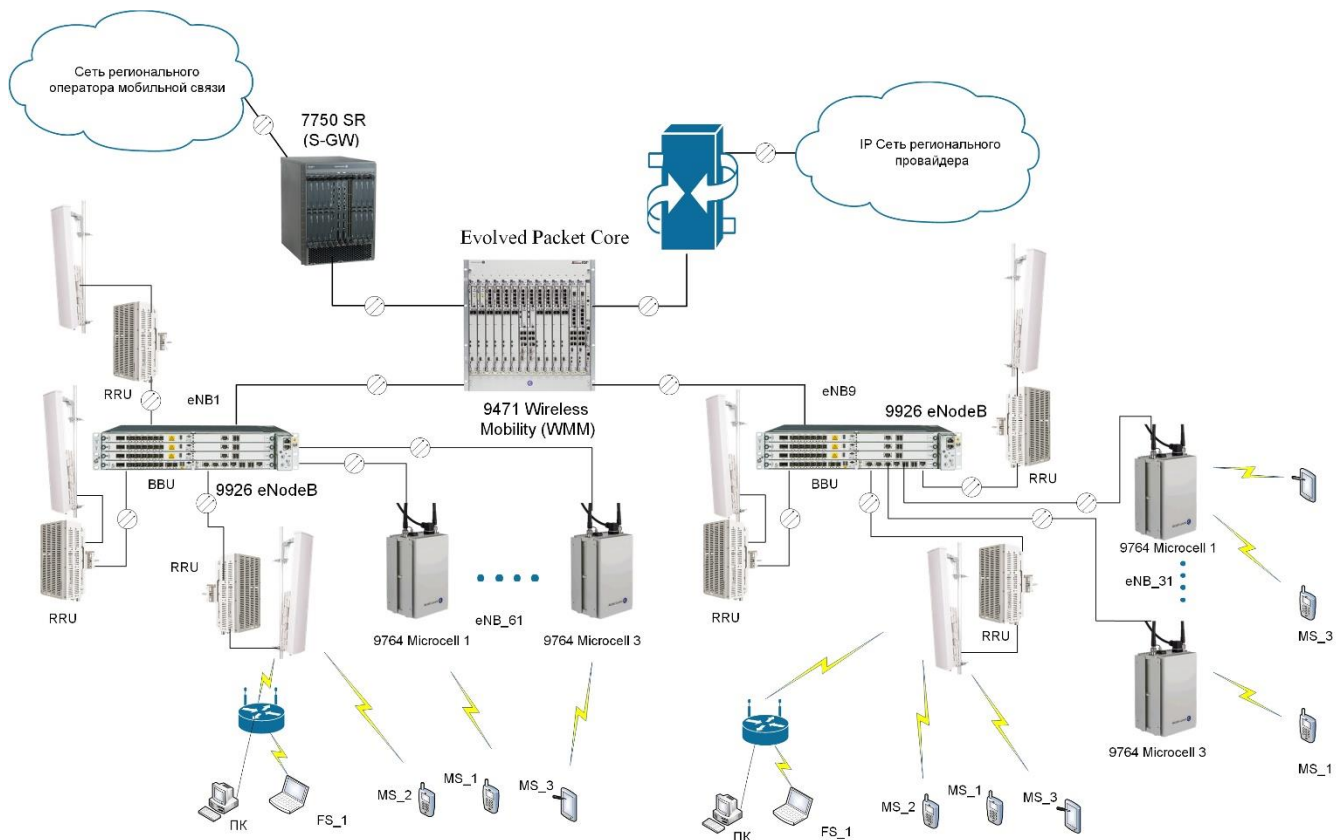 Сеть регионального
оператора мобильной связи
7750 SR
(S-GW)
IP Сеть регионального
провайдера
Evolved Packet Core
RRU
eNB1
9471 Wireless
Mobility (WMM)
eNB9
9926 eNodeB
RRU
BBU
9926 eNodeB
BBU
RRU
RRU
9764 Microcell 1
eNB_61
9764 Microcell 3
RRU
RRU
9764 Microcell 1
eNB_31
MS_3
9764 Microcell 3
MS_1
ПК
FS_1
MS_2
MS_1
MS_3
ПК
FS_1
MS_2
MS_1
MS_3